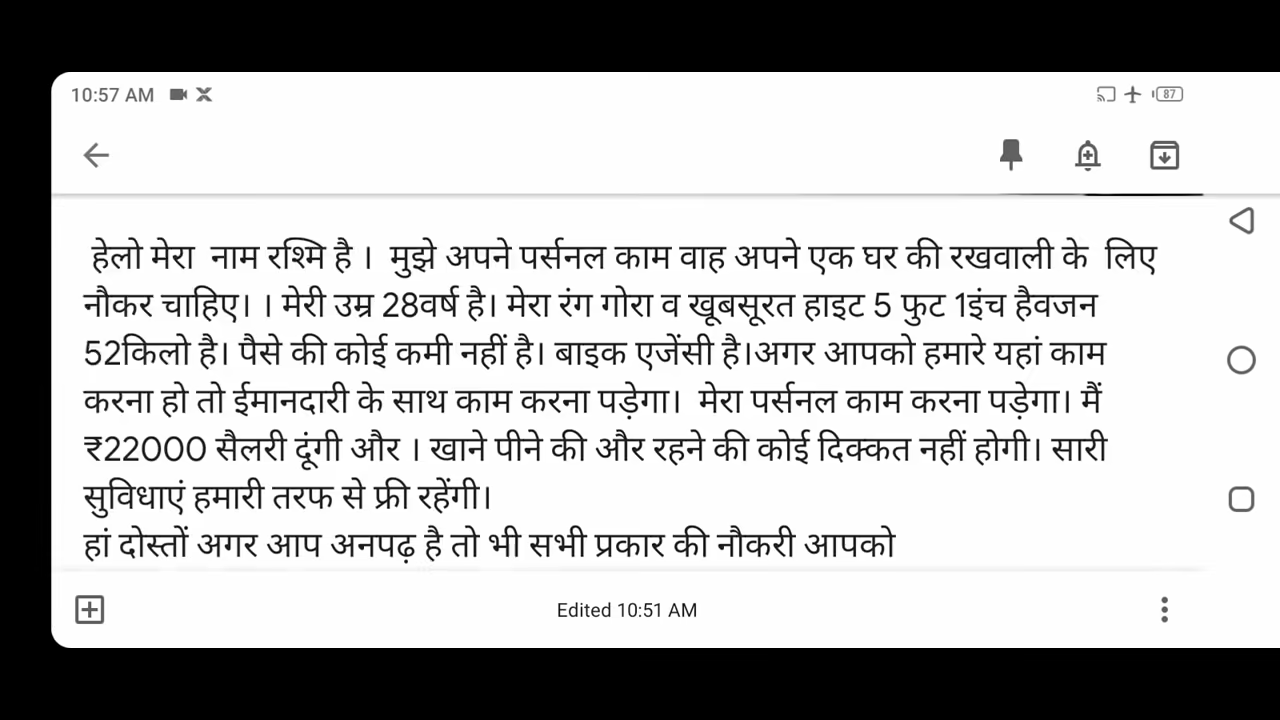 10:57 AM
87
हेलो मेरा नाम रश्मि है । मुझे अपने पर्सनल काम वाह अपने एक घर की रखवाली के लिए
नौकर चाहिए। । मेरी उम्र 28वर्ष है। मेरा रंग गोरा व खूबसूरत हाइट 5 फुट 1इंच हैवजन
52किलो है। पैसे की कोई कमी नहीं है। बाइक एजेंसी है।अगर आपको हमारे यहां काम
करना हो तो ईमानदारी के साथ काम करना पड़ेगा। मेरा पर्सनल काम करना पड़ेगा। मैं
₹22000 सैलरी दूंगी और । खाने पीने की और रहने की कोई दिक्कत नहीं होगी। सारी
सुविधाएं हमारी तरफ से फ्री रहेंगी।
हां दोस्तों अगर आप अनपढ़ है तो भी सभी प्रकार की नौकरी आपको
Edited 10:51 AM